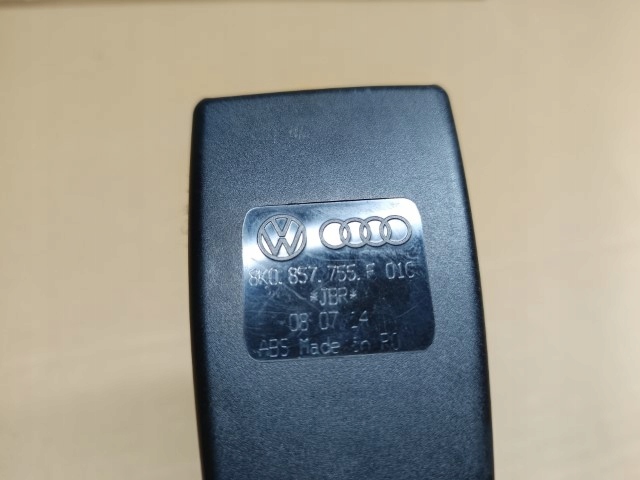 8K0. 857. 755. F 01C
*JBR*
08 07 14
ABS Made in RO